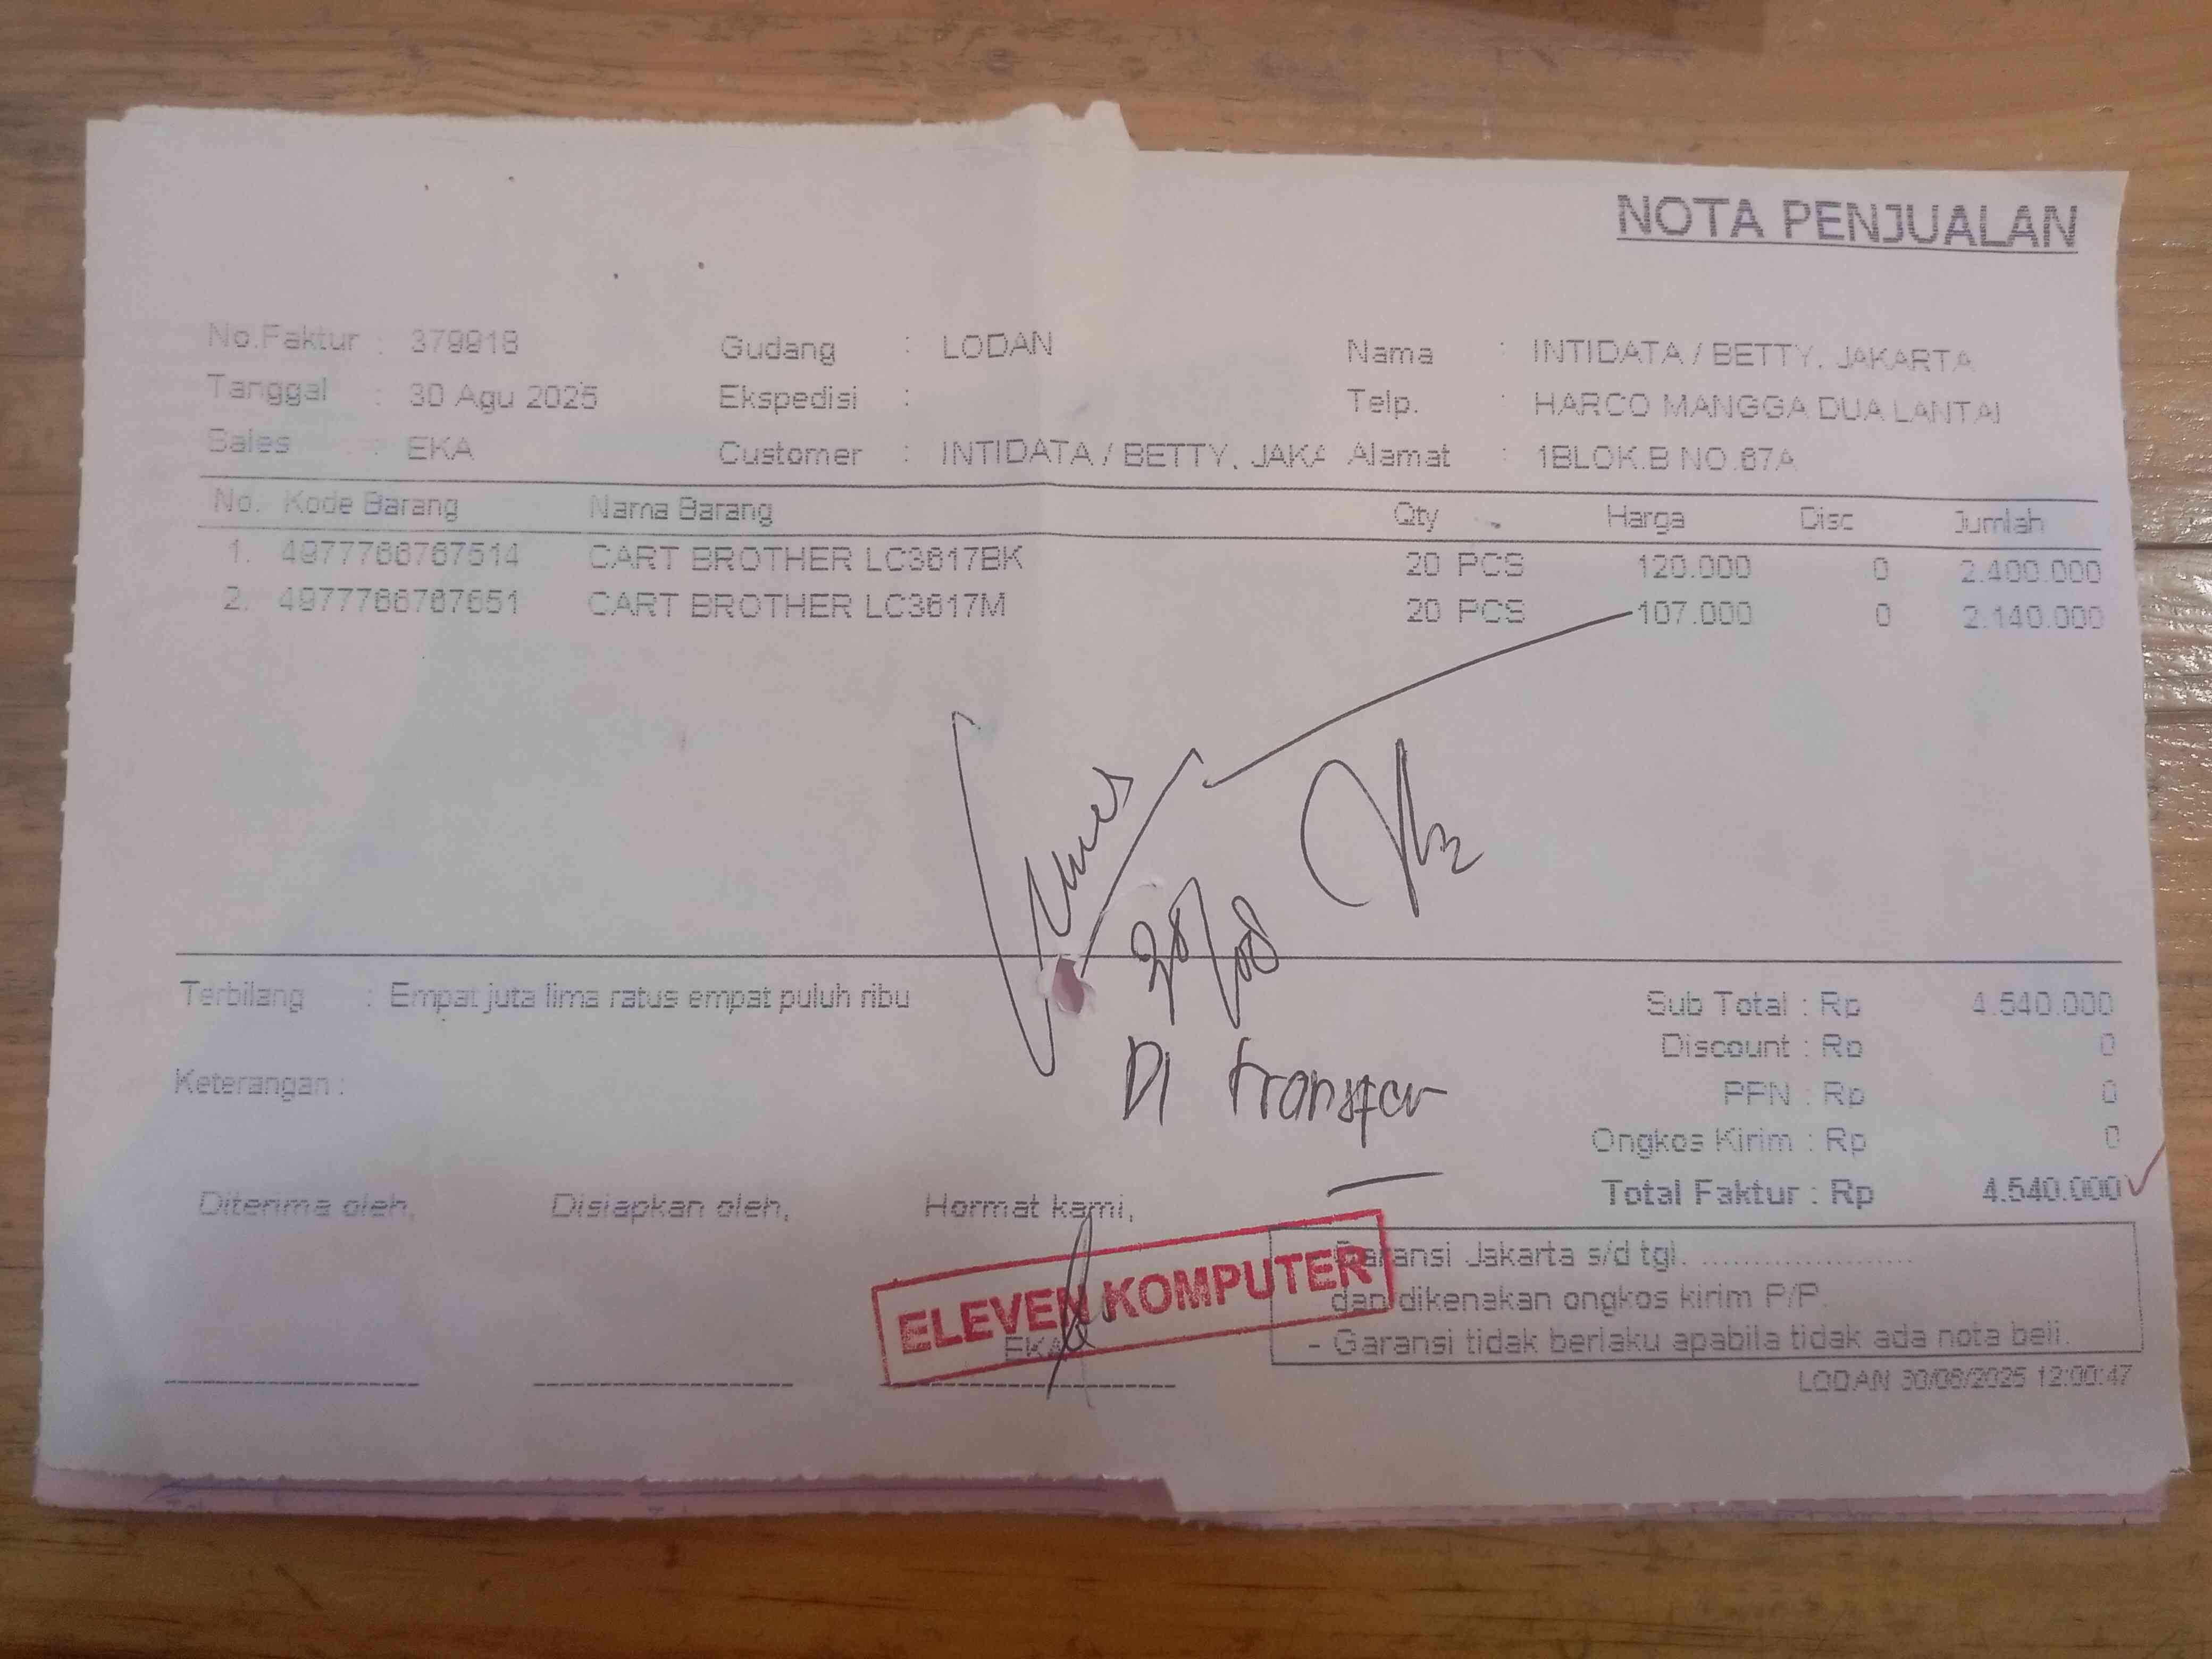 NOTA PENJUALAN
No.Faktur : 379918 Gudang : LODAN Nama : INTIDATA / BETTY, JAKARTA
Tanggal : 30 Agu 2025 Ekspedisi : Telp. : HARCO MANGGA DUA LANTAI
Sales : EKA Customer : INTIDATA / BETTY, JAKA Alamat : 1BLOK.B NO.67A
No. Kode Barang Nama Barang Qty Harga Disc Jumlah
1. 4977766767514 CART BROTHER LC3617BK 20 PCS 120.000 0 2.400.000
2. 4977766767651 CART BROTHER LC3617M 20 PCS 107.000 0 2.140.000
Lunas
30/08
Terbilang : Empat juta lima ratus empat puluh ribu Sub Total : Rp 4.540.000
Discount : Rp 0
Di transfer
Keterangan : PPN : Rp 0
Ongkos Kirim : Rp 0
Total Faktur : Rp 4.540.000
Diterima oleh, Disiapkan oleh, Hormat kami,
ELEVEN KOMPUTER
EKA
Garansi Jakarta s/d tgl. .....................
dan dikenakan ongkos kirim P/P.
- Garansi tidak berlaku apabila tidak ada nota beli.
LODAN 30/08/2025 12:00:47